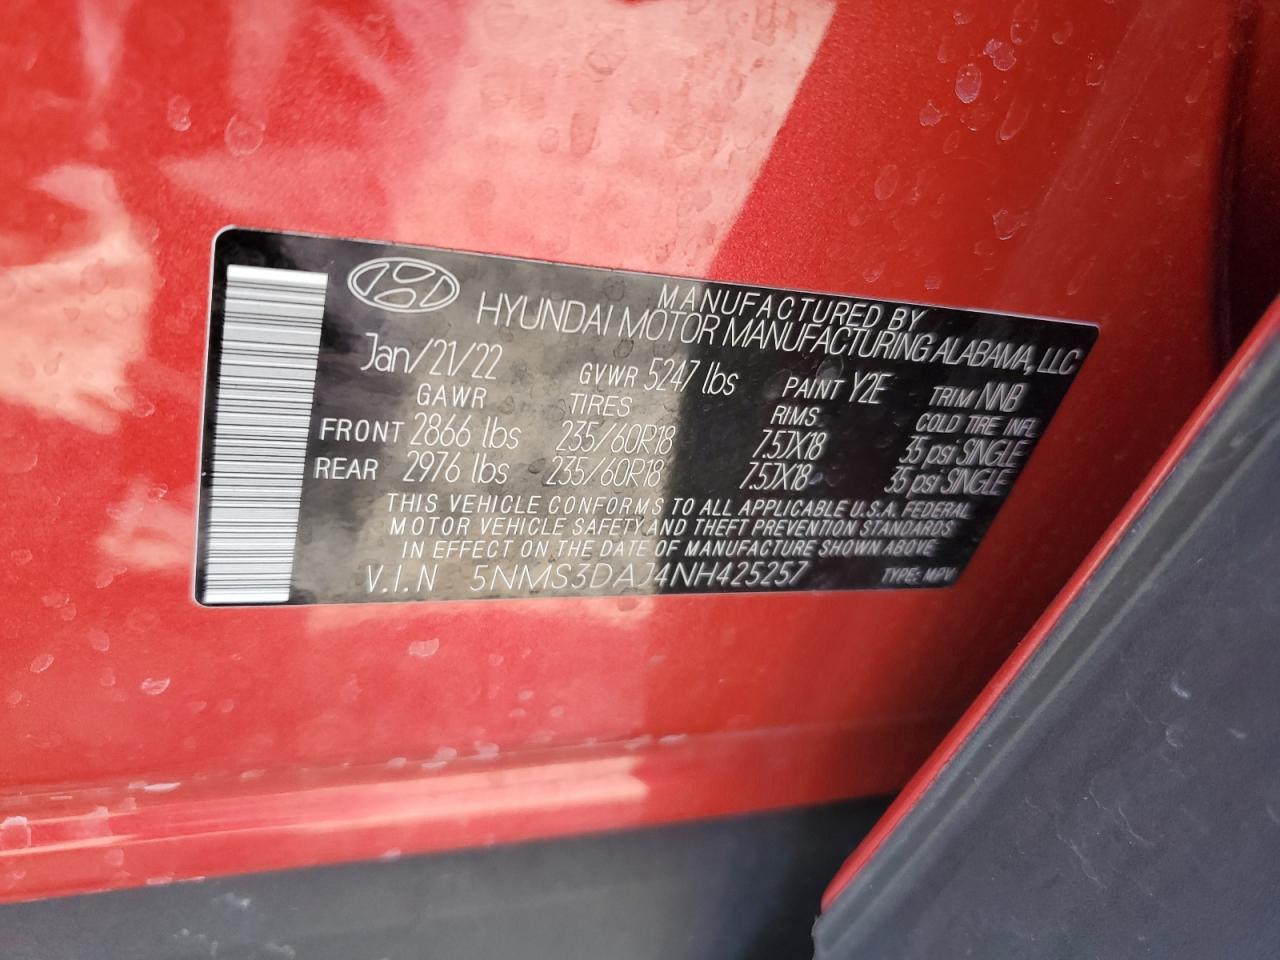 MANUFACTURED BY
HYUNDAI MOTOR MANUFACTURING ALABAMA, LLC
Jan/21/22 GVWR 5247 lbs PAINT Y2E TRIM NNB
GAWR TIRES RIMS COLD TIRE INFL
FRONT 2866 lbs 235/60R18 7.5JX18 35 psi SINGLE
REAR 2976 lbs 235/60R18 7.5JX18 35 psi SINGLE
THIS VEHICLE CONFORMS TO ALL APPLICABLE U.S.A. FEDERAL
MOTOR VEHICLE SAFETY AND THEFT PREVENTION STANDARDS
IN EFFECT ON THE DATE OF MANUFACTURE SHOWN ABOVE
V.I.N 5NMS3DAJ4NH425257 TYPE: MPV